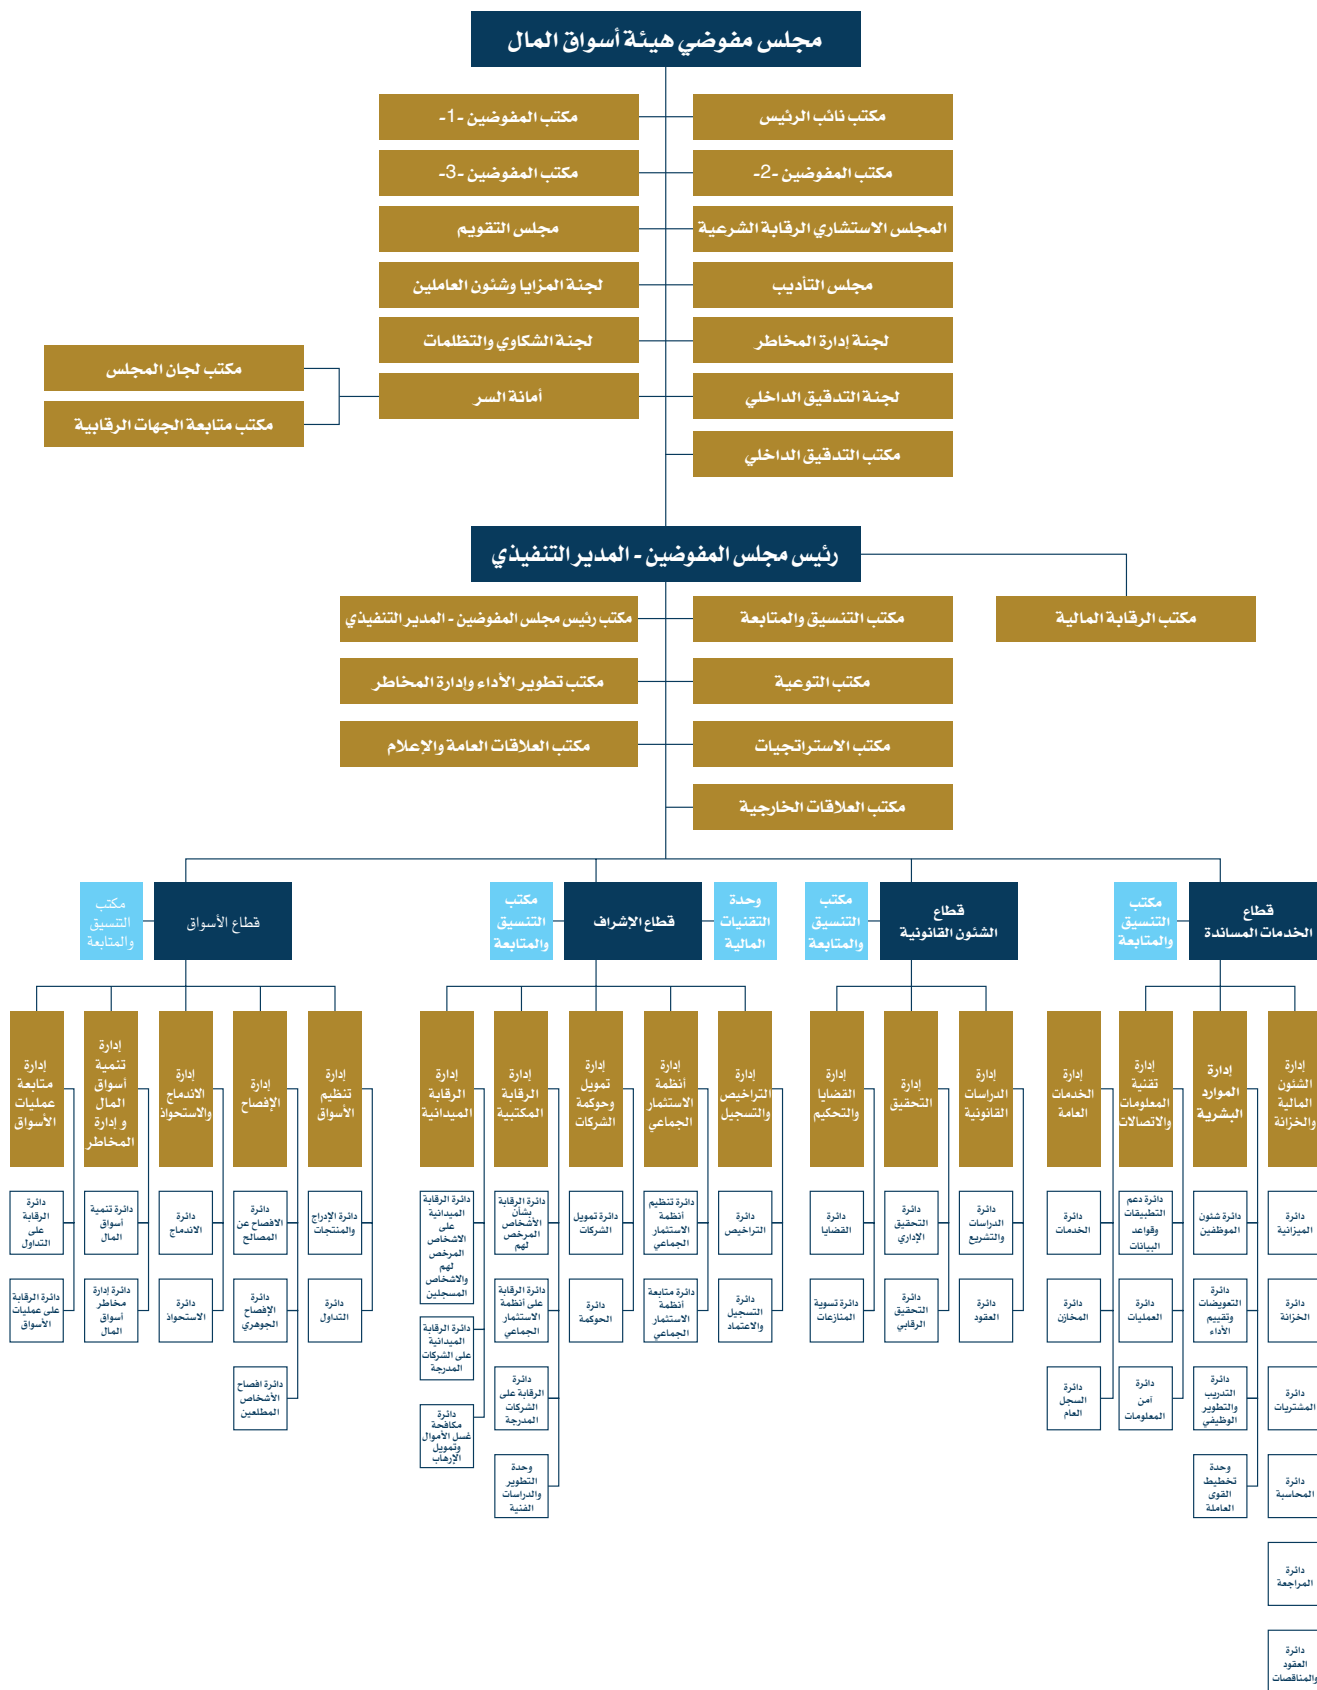 مجلس مفوضي هيئة أسواق المال
مكتب نائب الرئيس
مكتب المفوضين -1-
مكتب المفوضين -2-
مكتب المفوضين -3-
المجلس الاستشاري الرقابة الشرعية
مجلس التقويم
مجلس التأديب
لجنة المزايا وشئون العاملين
لجنة إدارة المخاطر
لجنة الشكاوي والتظلمات
مكتب لجان المجلس
لجنة التدقيق الداخلي
أمانة السر
مكتب متابعة الجهات الرقابية
مكتب التدقيق الداخلي
رئيس مجلس المفوضين - المدير التنفيذي
مكتب الرقابة المالية
مكتب التنسيق والمتابعة
مكتب رئيس مجلس المفوضين - المدير التنفيذي
مكتب التوعية
مكتب تطوير الأداء وإدارة المخاطر
مكتب الاستراتجيات
مكتب العلاقات العامة والإعلام
مكتب العلاقات الخارجية
قطاع
الخدمات المساندة
مكتب
التنسيق
والمتابعة
قطاع
الشئون القانونية
مكتب
التنسيق
والمتابعة
وحدة
التقنيات
المالية
قطاع الإشراف
مكتب
التنسيق
والمتابعة
قطاع الأسواق
مكتب
التنسيق
والمتابعة
إدارة
الشئون
المالية
والخزانة
إدارة
الموارد
البشرية
إدارة
تقنية
المعلومات
والاتصالات
إدارة
الخدمات
العامة
إدارة
الدراسات
القانونية
إدارة
التحقيق
إدارة
القضايا
والتحكيم
إدارة
التراخيص
والتسجيل
إدارة
أنظمة
الاستثمار
الجماعي
إدارة
تمويل
وحوكمة
الشركات
إدارة
الرقابة
المكتبية
إدارة
الرقابة
الميدانية
إدارة
تنظيم
الأسواق
إدارة
الإفصاح
إدارة
الاندماج
والاستحواذ
إدارة
تنمية
أسواق
المال
و إدارة
المخاطر
إدارة
متابعة
عمليات
الأسواق
دائرة
الميزانية
دائرة
الخزانة
دائرة
المشتريات
دائرة
المحاسبة
دائرة
المراجعة
دائرة
العقود
والمناقصات
دائرة شئون
الموظفين
دائرة
التعويضات
وتقييم
الأداء
دائرة
التدريب
والتطوير
الوظيفي
وحدة
تخطيط
القوى
العاملة
دائرة دعم
التطبيقات
وقواعد
البيانات
دائرة
العمليات
دائرة
أمن
المعلومات
دائرة
الخدمات
دائرة
المخازن
دائرة
السجل
العام
دائرة
الدراسات
والتشريع
دائرة
العقود
دائرة
التحقيق
الإداري
دائرة
التحقيق
الرقابي
دائرة
القضايا
دائرة تسوية
المنازعات
دائرة
التراخيص
دائرة
التسجيل
والاعتماد
دائرة تنظيم
أنظمة
الاستثمار
الجماعي
دائرة متابعة
أنظمة
الاستثمار
الجماعي
دائرة تمويل
الشركات
دائرة
الحوكمة
دائرة الرقابة
بشأن
الأشخاص
المرخص
لهم
دائرة الرقابة
على أنظمة
الاستثمار
الجماعي
دائرة
الرقابة على
الشركات
المدرجة
وحدة
التطوير
والدراسات
الفنية
دائرة الرقابة
الميدانية
على
الاشخاص
المرخص
لهم
والاشخاص
المسجلين
دائرة الرقابة
الميدانية
على الشركات
المدرجة
دائرة
مكافحة
غسل الأموال
وتمويل
الإرهاب
دائرة الإدراج
والمنتجات
دائرة
التداول
دائرة
الافصاح عن
المصالح
دائرة
الإفصاح
الجوهري
دائرة افصاح
الأشخاص
المطلعين
دائرة
الاندماج
دائرة
الاستحواذ
دائرة تنمية
أسواق
المال
دائرة إدارة
مخاطر
أسواق
المال
دائرة
الرقابة
على
التداول
دائرة الرقابة
على عمليات
الأسواق